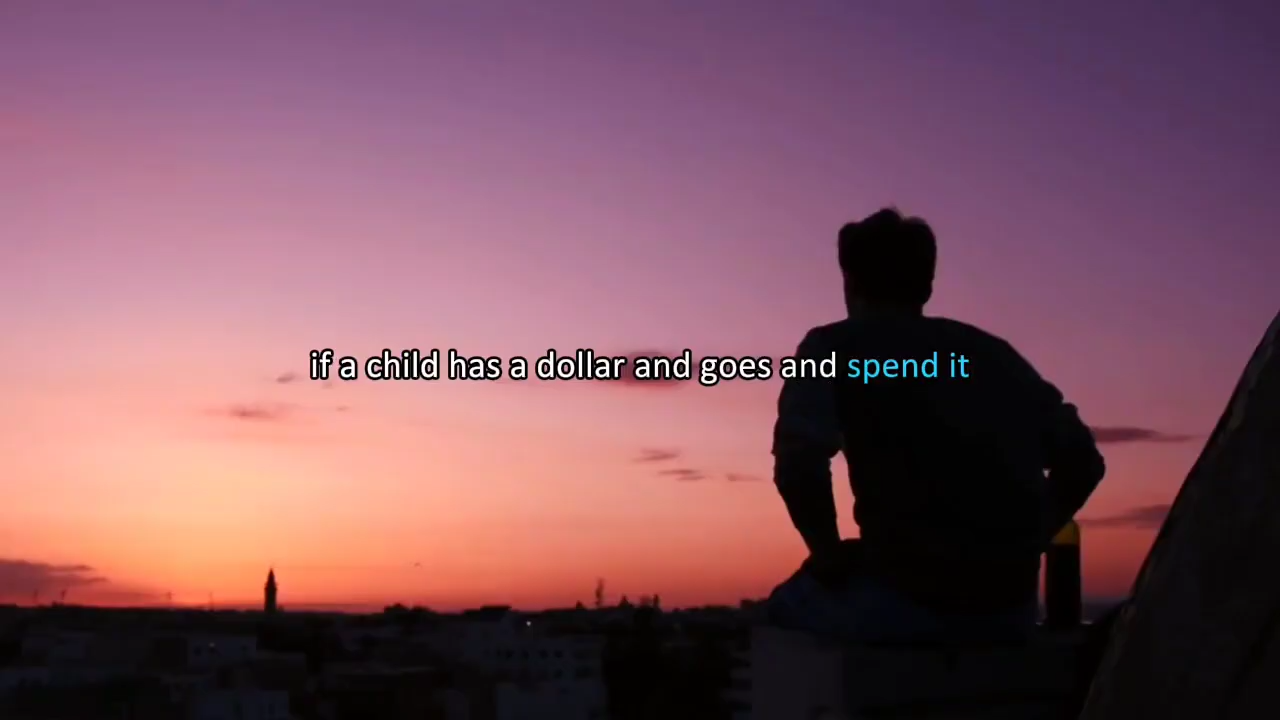 if a child has a dollar and goes and spend it